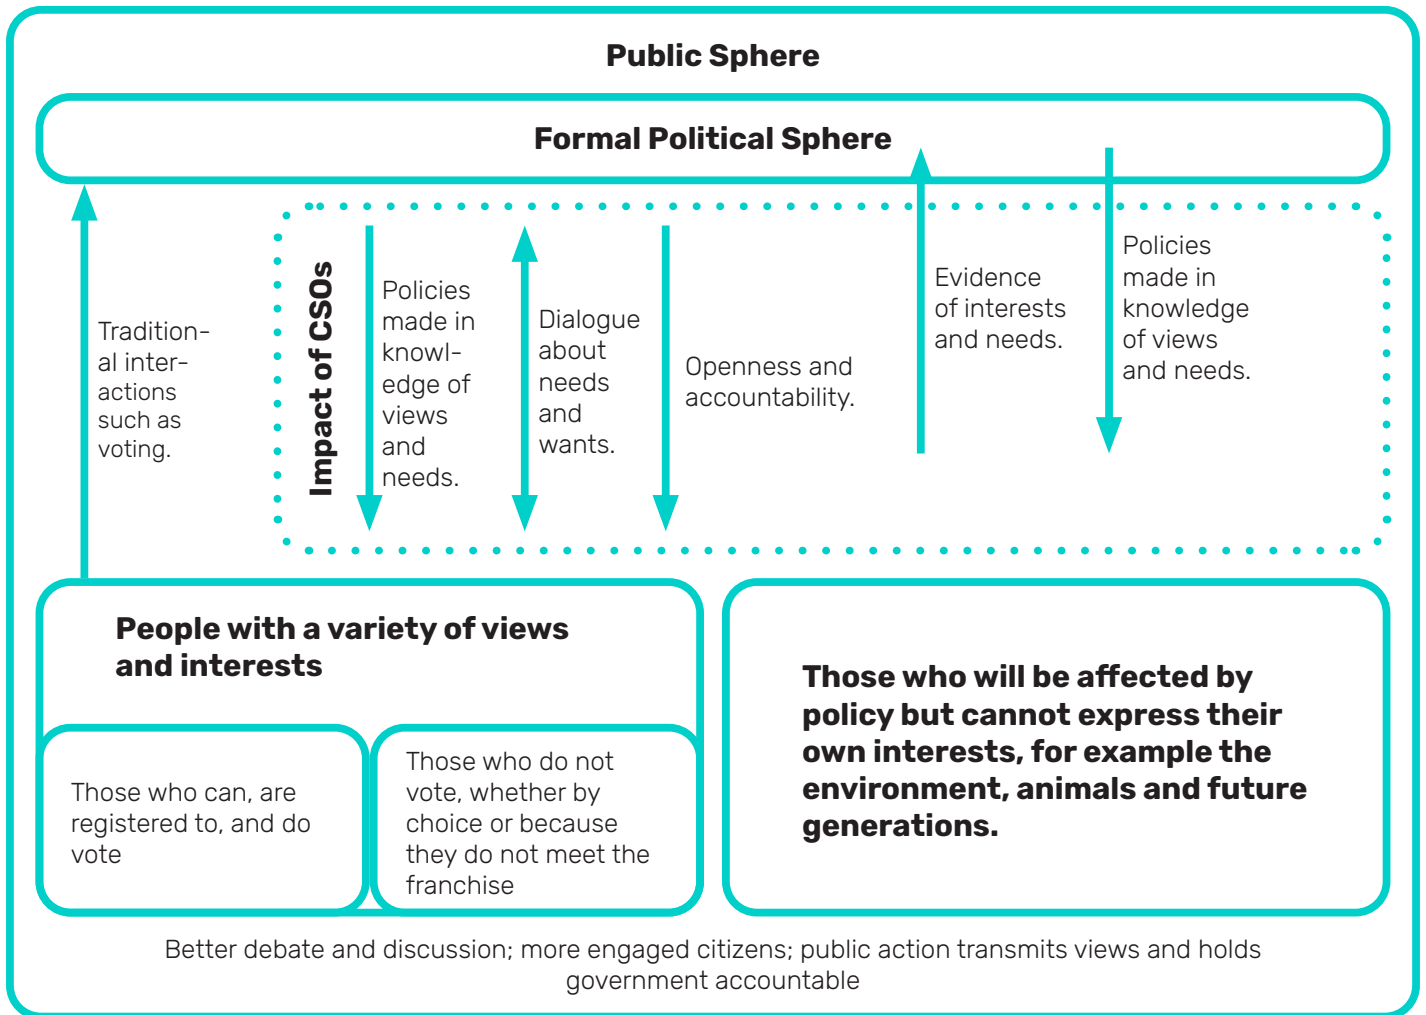 Public Sphere
Formal Political Sphere
Tradition-
al inter-
actions
such as
voting.
Impact of CSOs
Policies
made in
knowl-
edge of
views
and
needs.
Dialogue
about
needs
and
wants.
Openness and
accountability.
Evidence
of interests
and needs.
Policies
made in
knowledge
of views
and needs.
People with a variety of views
and interests
Those who can, are
registered to, and do
vote
Those who do not
vote, whether by
choice or because
they do not meet the
franchise
Those who will be affected by
policy but cannot express their
own interests, for example the
environment, animals and future
generations.
Better debate and discussion; more engaged citizens; public action transmits views and holds
government accountable